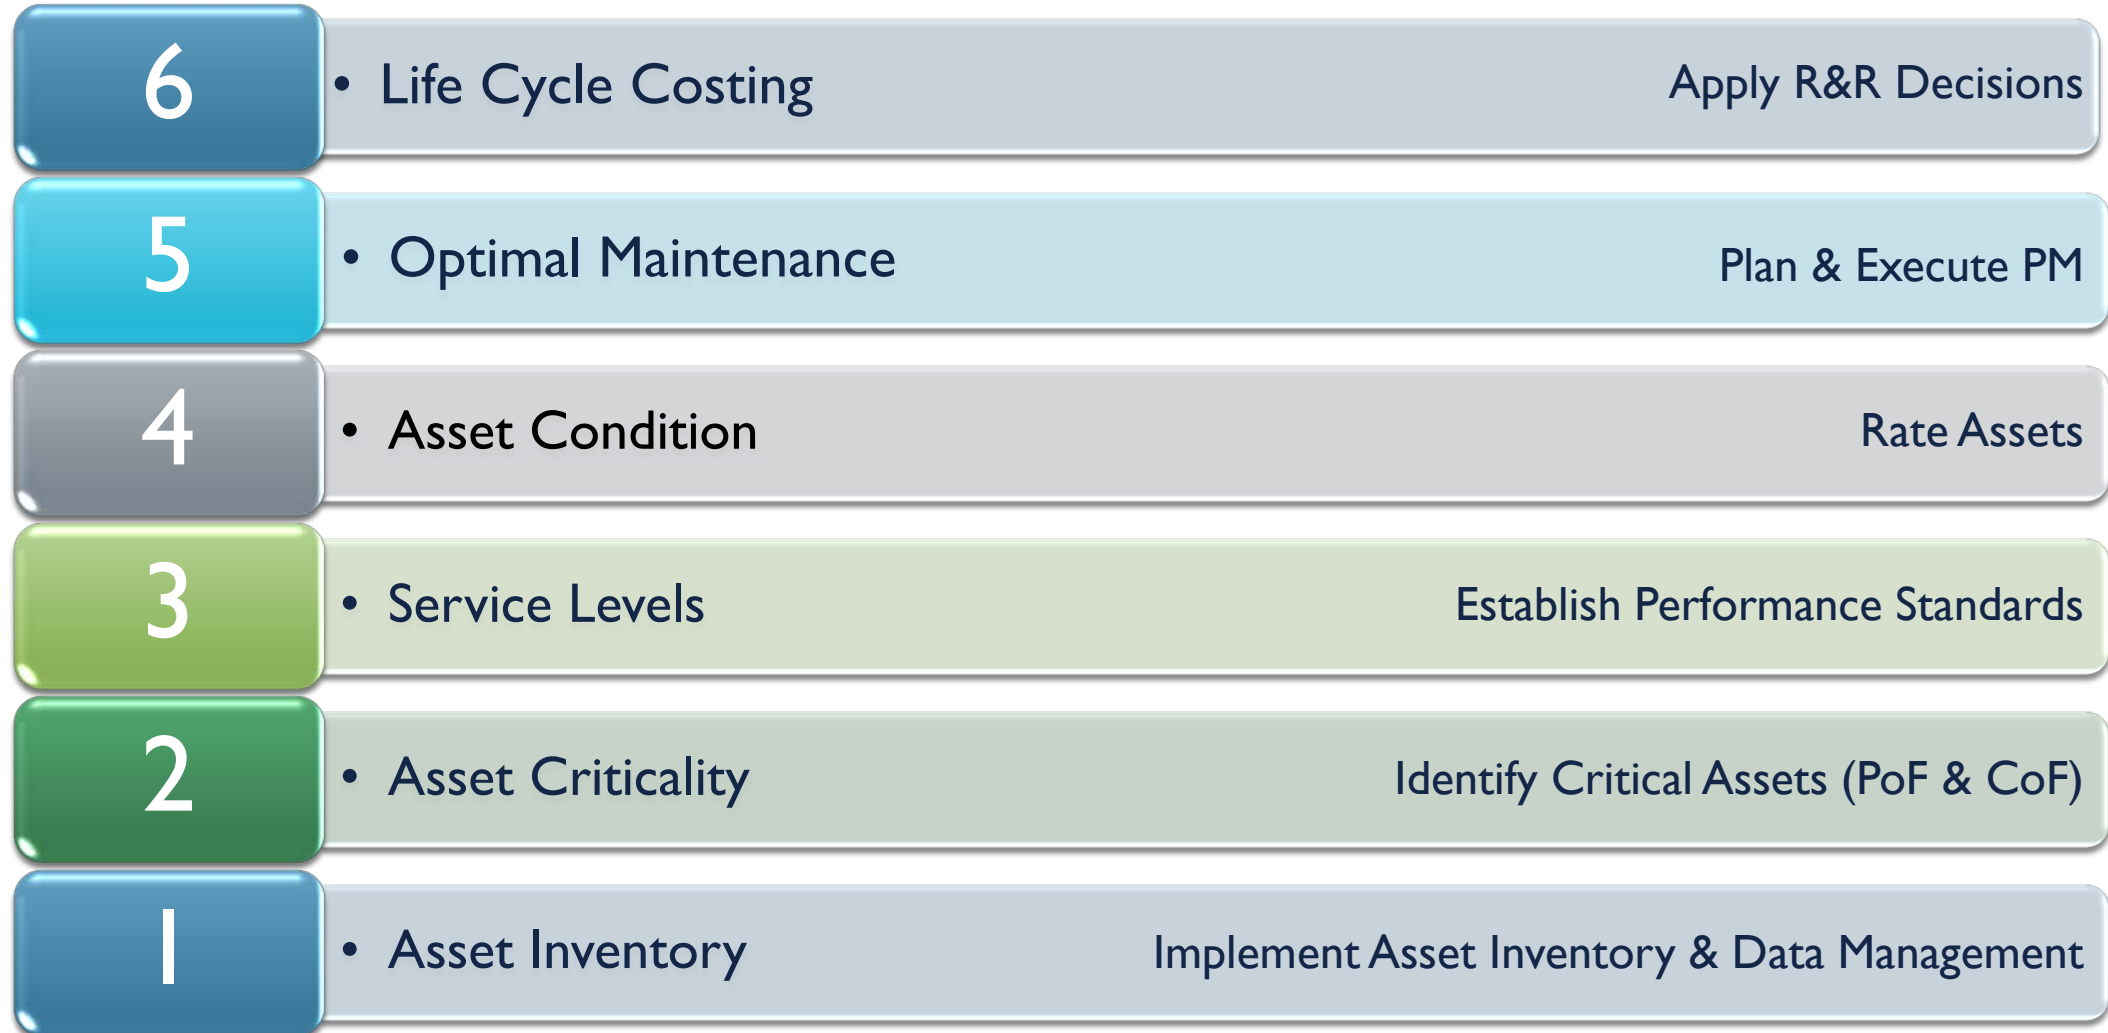 6
• Life Cycle Costing
Apply R&R Decisions
5
• Optimal Maintenance
Plan & Execute PM
4
• Asset Condition
Rate Assets
3
• Service Levels
Establish Performance Standards
2
• Asset Criticality
Identify Critical Assets (PoF & CoF)
1
• Asset Inventory
Implement Asset Inventory & Data Management